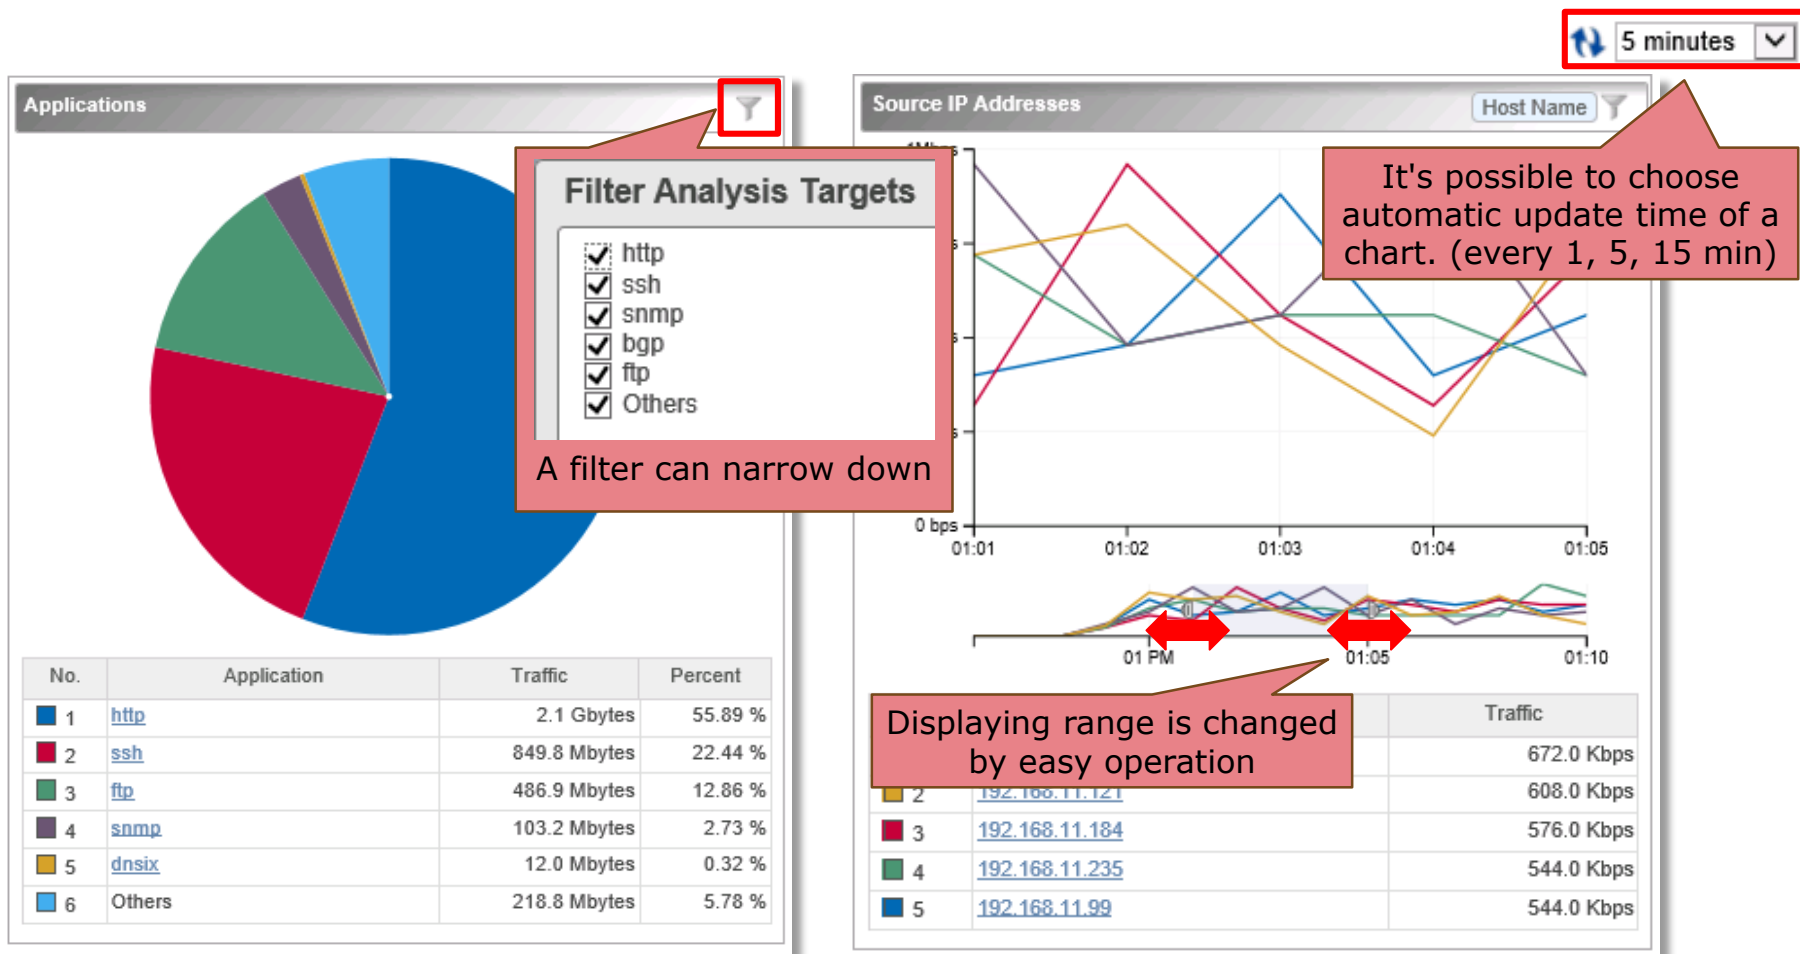 5 minutes
Applications
Filter Analysis Targets
http
ssh
snmp
bgp
ftp
Others
A filter can narrow down
No. Application Traffic Percent
1 http 2.1 Gbytes 55.89 %
2 ssh 849.8 Mbytes 22.44 %
3 ftp 486.9 Mbytes 12.86 %
4 snmp 103.2 Mbytes 2.73 %
5 dnsix 12.0 Mbytes 0.32 %
6 Others 218.8 Mbytes 5.78 %
Source IP Addresses Host Name
It's possible to choose
automatic update time of a
chart. (every 1, 5, 15 min)
1Mbps
0 bps
01:01 01:02 01:03 01:04 01:05
01 PM 01:05 01:10
Displaying range is changed
by easy operation
Traffic
672.0 Kbps
2 192.168.11.121 608.0 Kbps
3 192.168.11.184 576.0 Kbps
4 192.168.11.235 544.0 Kbps
5 192.168.11.99 544.0 Kbps